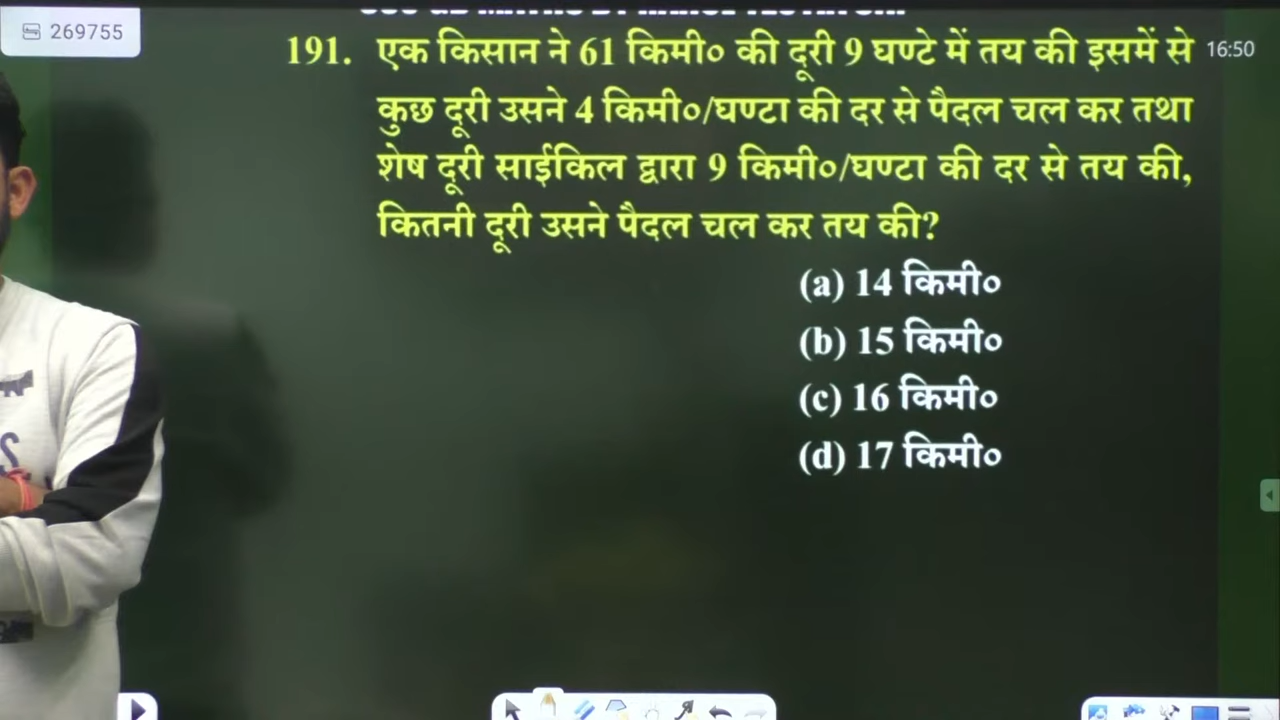 269755
191. एक किसान ने 61 किमी० की दूरी 9 घण्टे में तय की इसमें से
16:50
कुछ दूरी उसने 4 किमी०/घण्टा की दर से पैदल चल कर तथा
शेष दूरी साईकिल द्वारा 9 किमी०/घण्टा की दर से तय की,
कितनी दूरी उसने पैदल चल कर तय की?
(a) 14 किमी०
(b) 15 किमी०
(c) 16 किमी०
(d) 17 किमी०